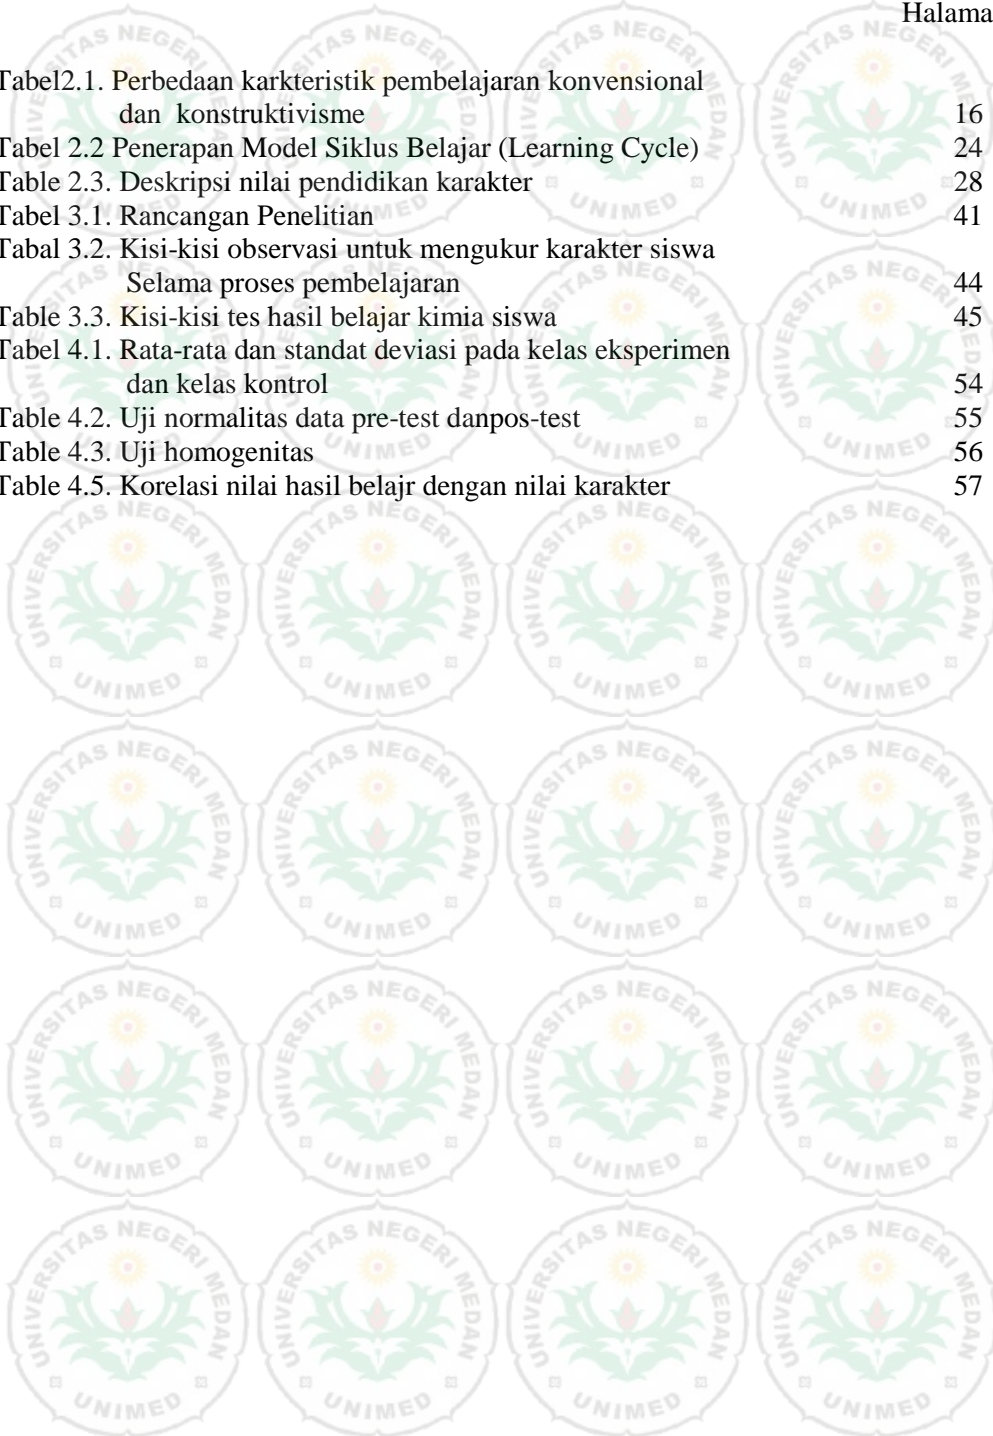 Halama
Tabel2.1. Perbedaan karkteristik pembelajaran konvensional
dan konstruktivisme 16
Tabel 2.2 Penerapan Model Siklus Belajar (Learning Cycle) 24
Table 2.3. Deskripsi nilai pendidikan karakter 28
Tabel 3.1. Rancangan Penelitian 41
Tabal 3.2. Kisi-kisi observasi untuk mengukur karakter siswa
Selama proses pembelajaran 44
Table 3.3. Kisi-kisi tes hasil belajar kimia siswa 45
Tabel 4.1. Rata-rata dan standat deviasi pada kelas eksperimen
dan kelas kontrol 54
Table 4.2. Uji normalitas data pre-test danpos-test 55
Table 4.3. Uji homogenitas 56
Table 4.5. Korelasi nilai hasil belajr dengan nilai karakter 57
UNIVERSITAS NEGERI MEDAN
UNIMED